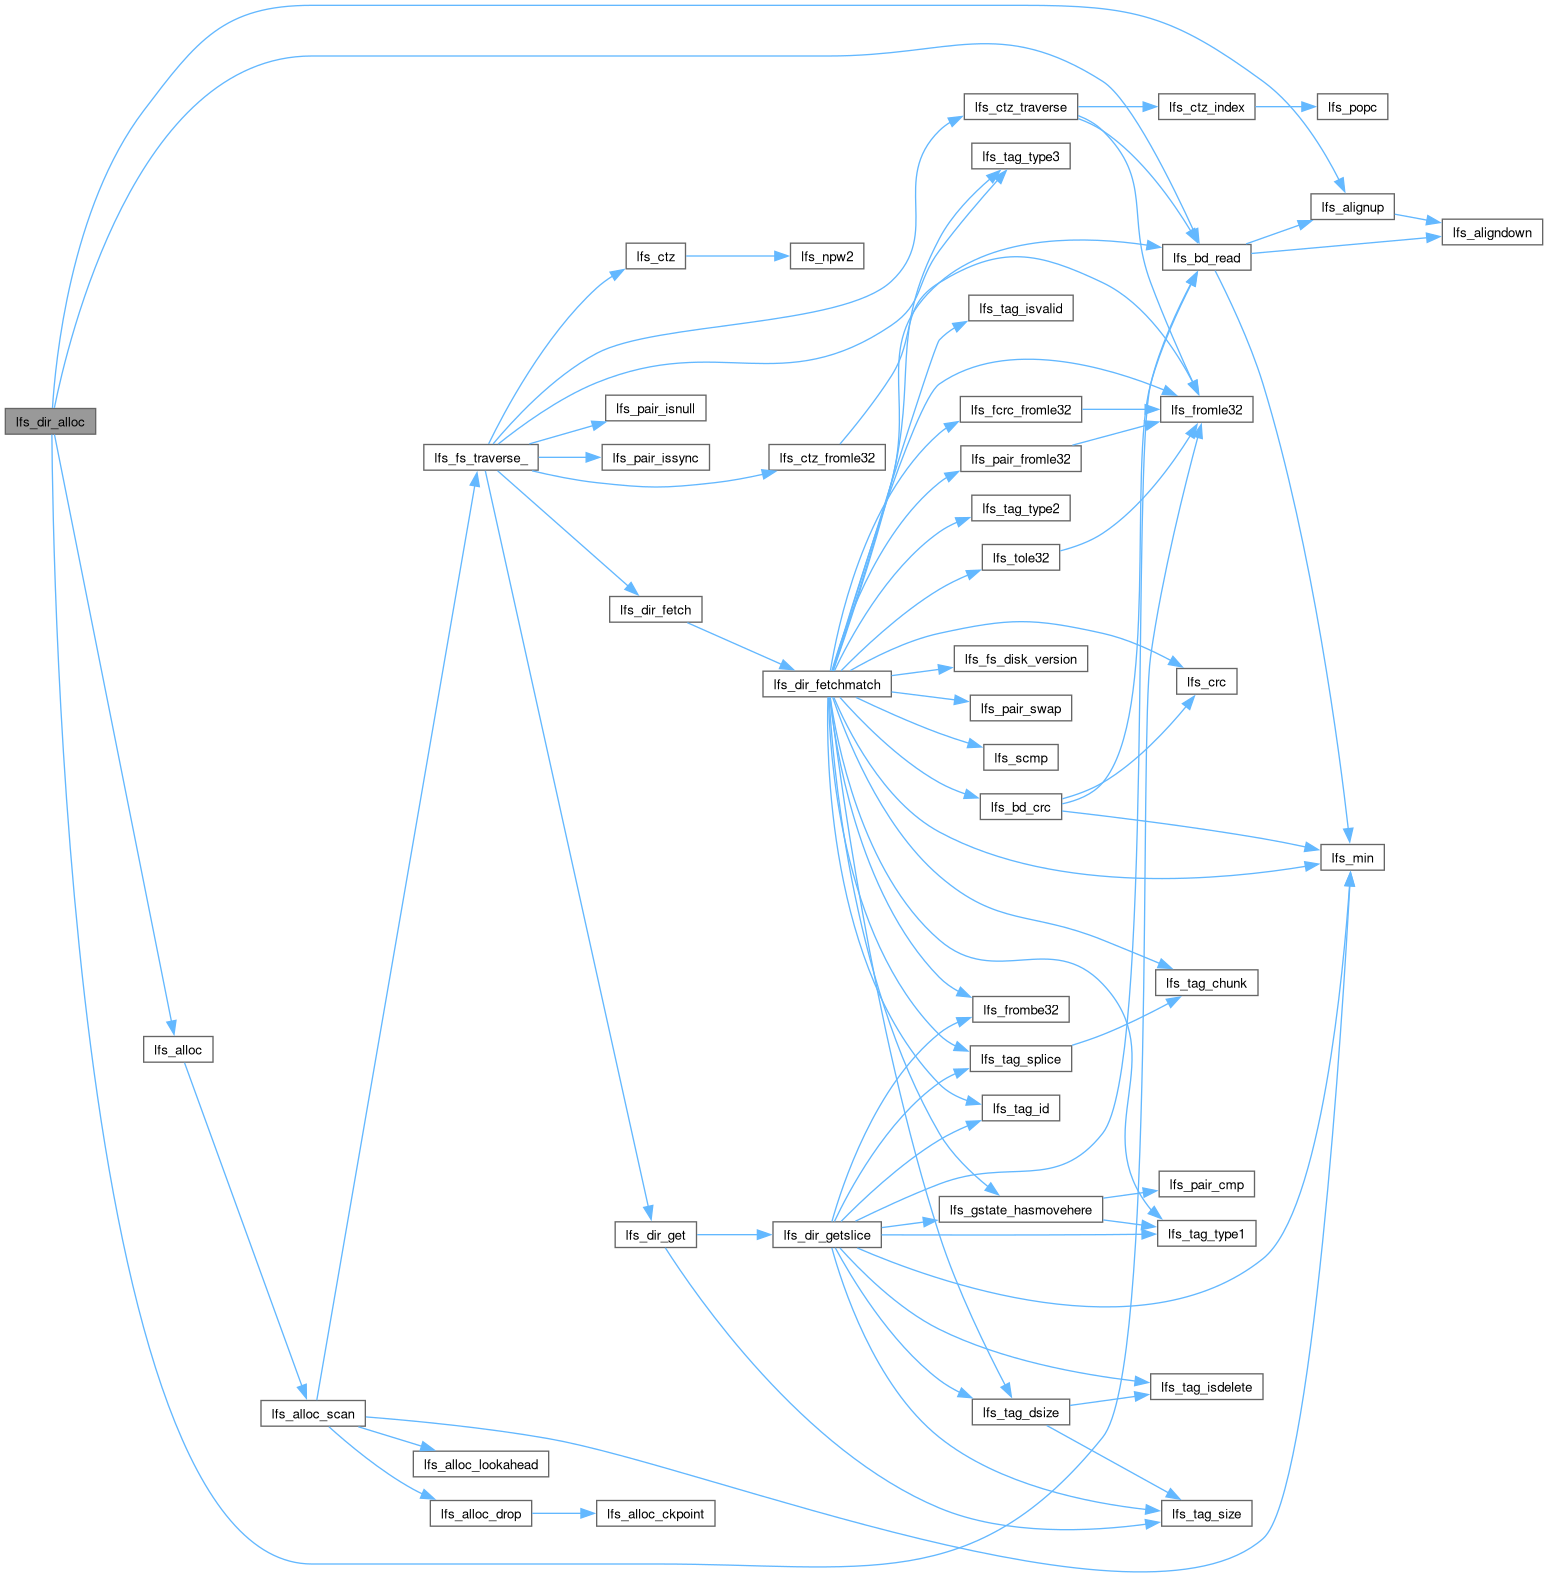 lfs_ctz_traverse
lfs_ctz_index
lfs_popc
lfs_tag_type3
lfs_alignup
lfs_aligndown
lfs_ctz
lfs_npw2
lfs_bd_read
lfs_tag_isvalid
lfs_dir_alloc
lfs_pair_isnull
lfs_fcrc_fromle32
lfs_fromle32
lfs_fs_traverse_
lfs_pair_issync
lfs_ctz_fromle32
lfs_pair_fromle32
lfs_tag_type2
lfs_tole32
lfs_dir_fetch
lfs_fs_disk_version
lfs_dir_fetchmatch
lfs_crc
lfs_pair_swap
lfs_scmp
lfs_bd_crc
lfs_min
lfs_tag_chunk
lfs_frombe32
lfs_alloc
lfs_tag_splice
lfs_tag_id
lfs_pair_cmp
lfs_gstate_hasmovehere
lfs_dir_get
lfs_dir_getslice
lfs_tag_type1
lfs_tag_isdelete
lfs_alloc_scan
lfs_tag_dsize
lfs_alloc_lookahead
lfs_alloc_drop
lfs_alloc_ckpoint
lfs_tag_size